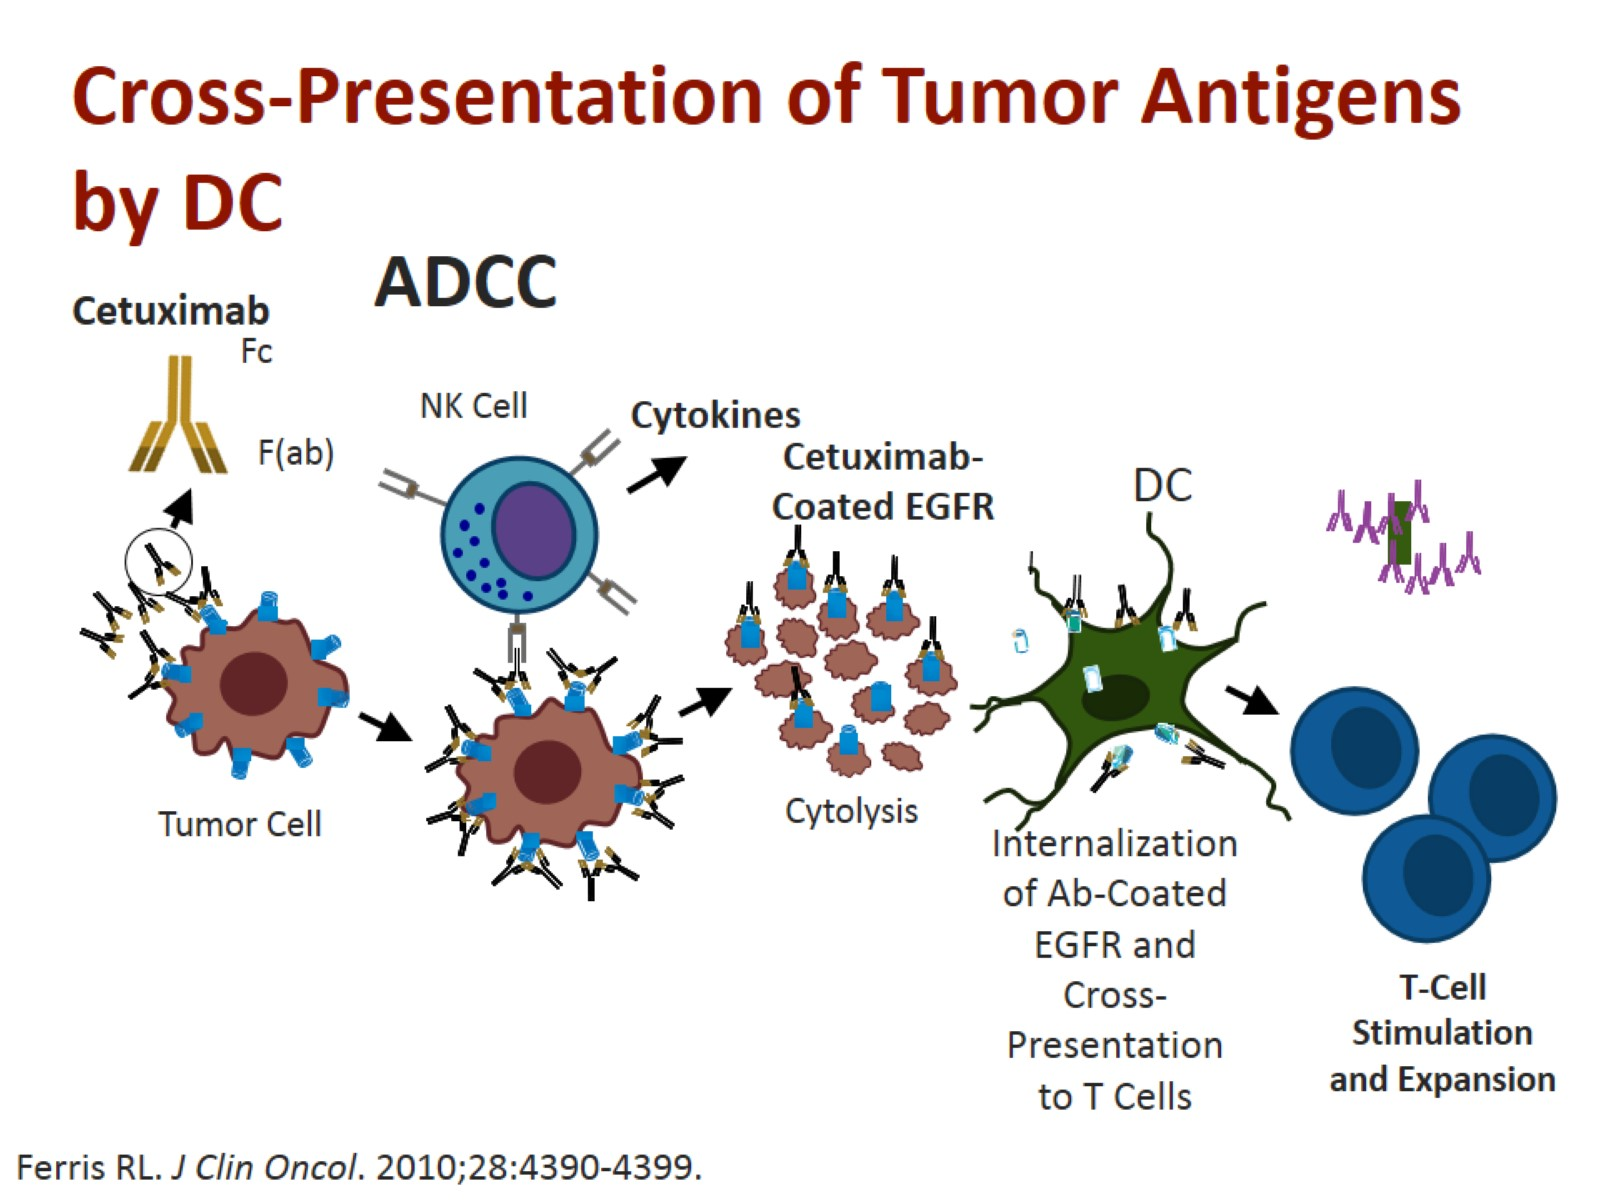 Cross-Presentation of Tumor Antigens
by DC
ADCC
Cetuximab
Fc
F(ab)
NK Cell
Cytokines
Cetuximab-
Coated EGFR
DC
Tumor Cell
Cytolysis
Internalization
of Ab-Coated
EGFR and
Cross-
Presentation
to T Cells
T-Cell
Stimulation
and Expansion
Ferris RL. J Clin Oncol. 2010;28:4390-4399.